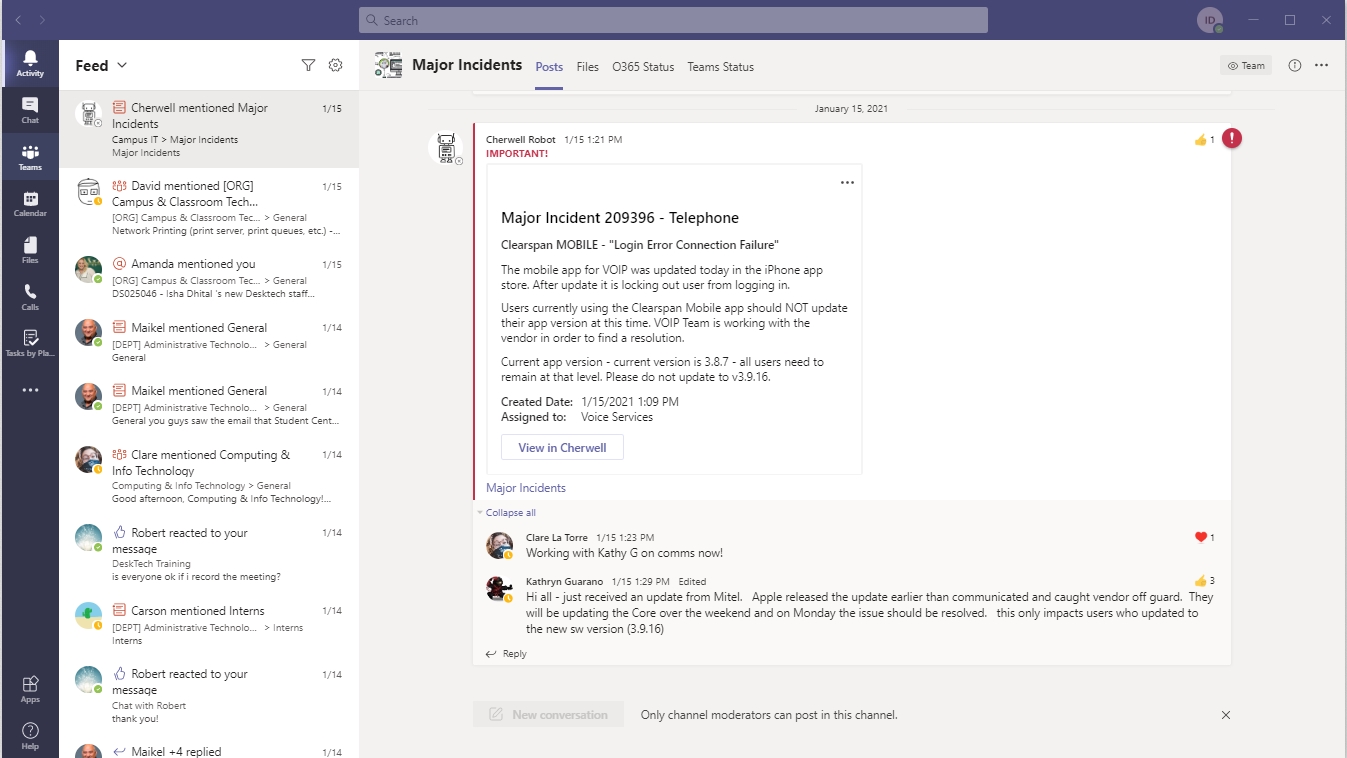 Search
ID
Activity
Chat
Teams
Calendar
Files
Calls
Tasks by Pla...
Apps
Help
Feed
Cherwell mentioned Major Incidents
1/15
Campus IT > Major Incidents
Major Incidents
David mentioned [ORG]
1/15
Campus & Classroom Tech...
[ORG] Campus & Classroom Tec... > General
Network Printing (print server, print queues, etc.) -...
Amanda mentioned you
1/15
[ORG] Campus & Classroom Tec... > General
DS025046 - Isha Dhital 's new Desktech staff...
Maikel mentioned General
1/14
[DEPT] Administrative Technolo... > General
General
Maikel mentioned General
1/14
[DEPT] Administrative Technolo... > General
General you guys saw the email that Student Cent...
Clare mentioned Computing &
1/14
Info Technology
Computing & Info Technology > General
Good afternoon, Computing & Info Technology!...
Robert reacted to your
1/14
message
DeskTech Training
is everyone ok if i record the meeting?
Carson mentioned Interns
1/14
[DEPT] Administrative Technolo... > Interns
Interns
Robert reacted to your
1/14
message
Chat with Robert
thank you!
Maikel +4 replied
1/14
Major Incidents
Posts
Files
O365 Status
Teams Status
Team
January 15, 2021
Cherwell Robot 1/15 1:21 PM
1
IMPORTANT!
Major Incident 209396 - Telephone
Clearspan MOBILE - "Login Error Connection Failure"
The mobile app for VOIP was updated today in the iPhone app
store. After update it is locking out user from logging in.
Users currently using the Clearspan Mobile app should NOT update
their app version at this time. VOIP Team is working with the
vendor in order to find a resolution.
Current app version - current version is 3.8.7 - all users need to
remain at that level. Please do not update to v3.9.16.
Created Date: 1/15/2021 1:09 PM
Assigned to: Voice Services
View in Cherwell
Major Incidents
Collapse all
Clare La Torre 1/15 1:23 PM
1
Working with Kathy G on comms now!
Kathryn Guarano 1/15 1:29 PM Edited
3
Hi all - just received an update from Mitel. Apple released the update earlier than communicated and caught vendor off guard. They
will be updating the Core over the weekend and on Monday the issue should be resolved. this only impacts users who updated to
the new sw version (3.9.16)
Reply
New conversation
Only channel moderators can post in this channel.